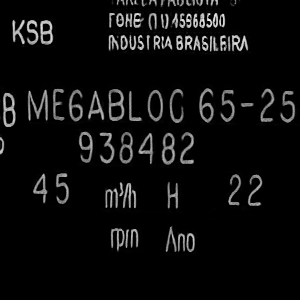 FONE (11) 45968500
KSB INDUSTRIA BRASILEIRA
B MEGABLOC 65-25
938482
45 m³/h H 22
rpm Ano